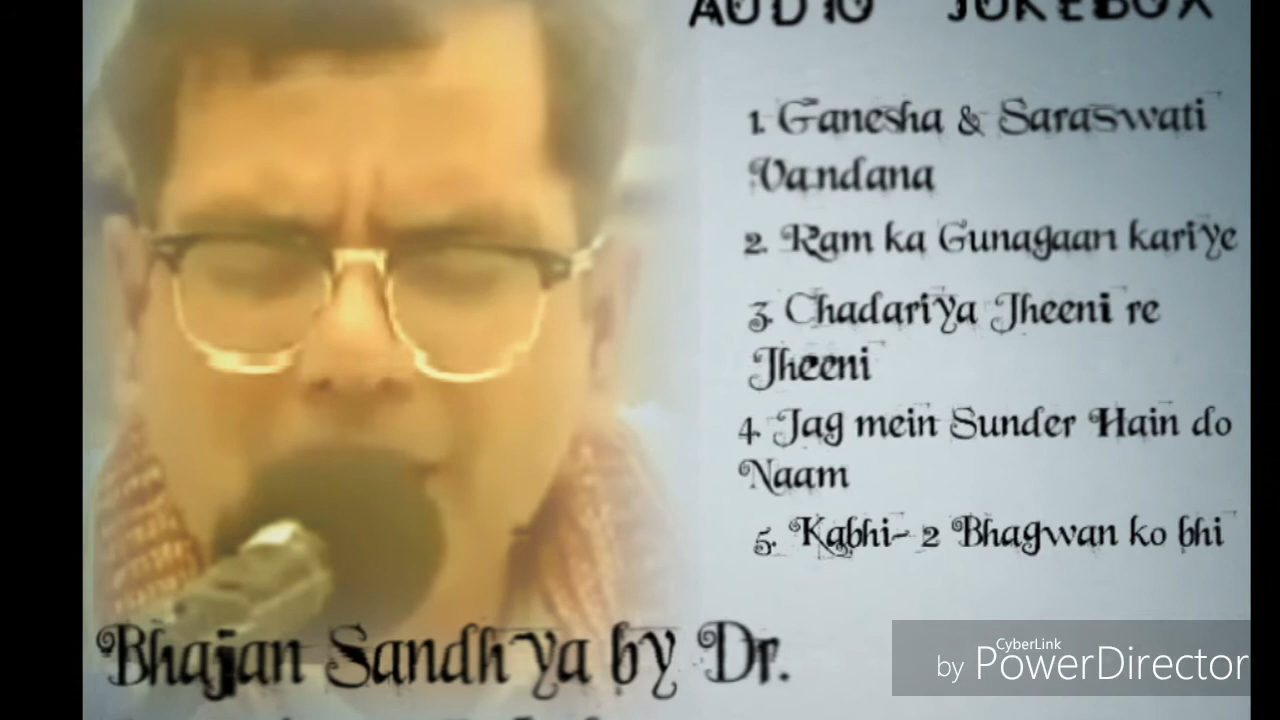 AUDIO JUKEBOX
1. Ganesha & Saraswati
Vandana
2. Ram ka Gunagaan kariye
3. Chadariya Jheeni re
Jheeni
4. Jag mein Sunder Hain do
Naam
5. Kabhi- 2 Bhagwan ko bhi
Bhajan Sandhya by Dr.
CyberLink
by PowerDirector